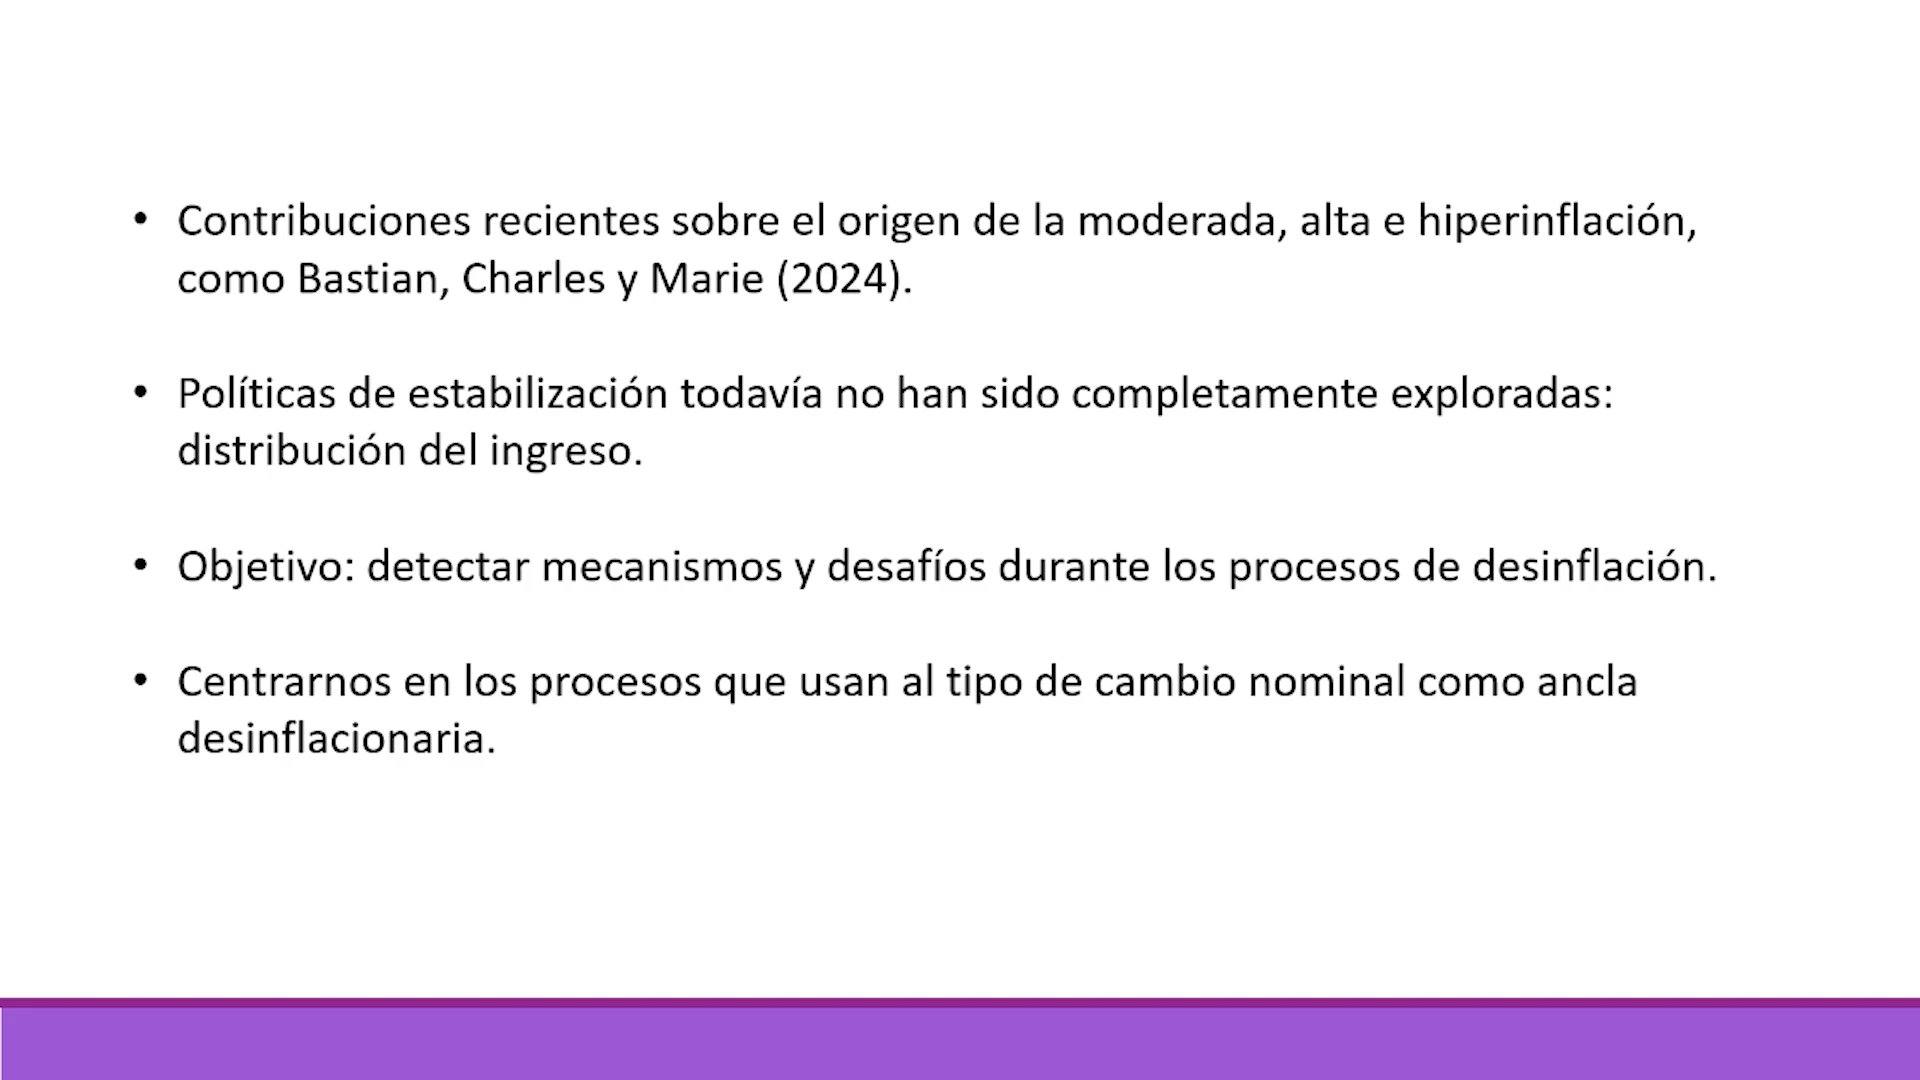 • Contribuciones recientes sobre el origen de la moderada, alta e hiperinflación,
como Bastian, Charles y Marie (2024).
• Políticas de estabilización todavía no han sido completamente exploradas:
distribución del ingreso.
• Objetivo: detectar mecanismos y desafíos durante los procesos de desinflación.
• Centrarnos en los procesos que usan al tipo de cambio nominal como ancla
desinflacionaria.